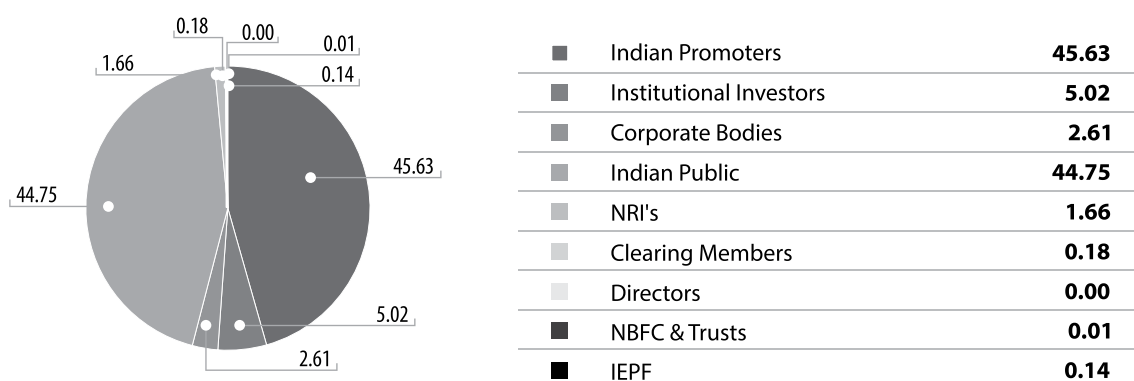 0.18
0.00
0.01
1.66
0.14
45.63
44.75
5.02
2.61
Indian Promoters 45.63
Institutional Investors 5.02
Corporate Bodies 2.61
Indian Public 44.75
NRI's 1.66
Clearing Members 0.18
Directors 0.00
NBFC & Trusts 0.01
IEPF 0.14